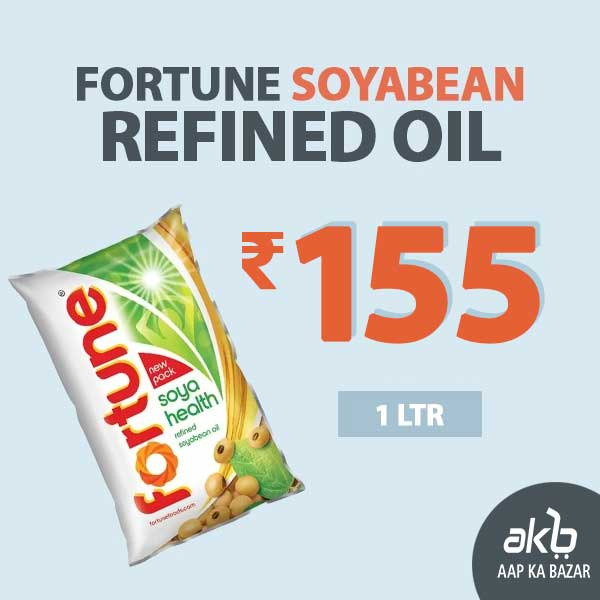 FORTUNE SOYABEAN
REFINED OIL
₹155
1 LTR
fortune
®
new
pack
soya
health
refined
soyabean oil
fortunefoods.com
akb
AAP KA BAZAR